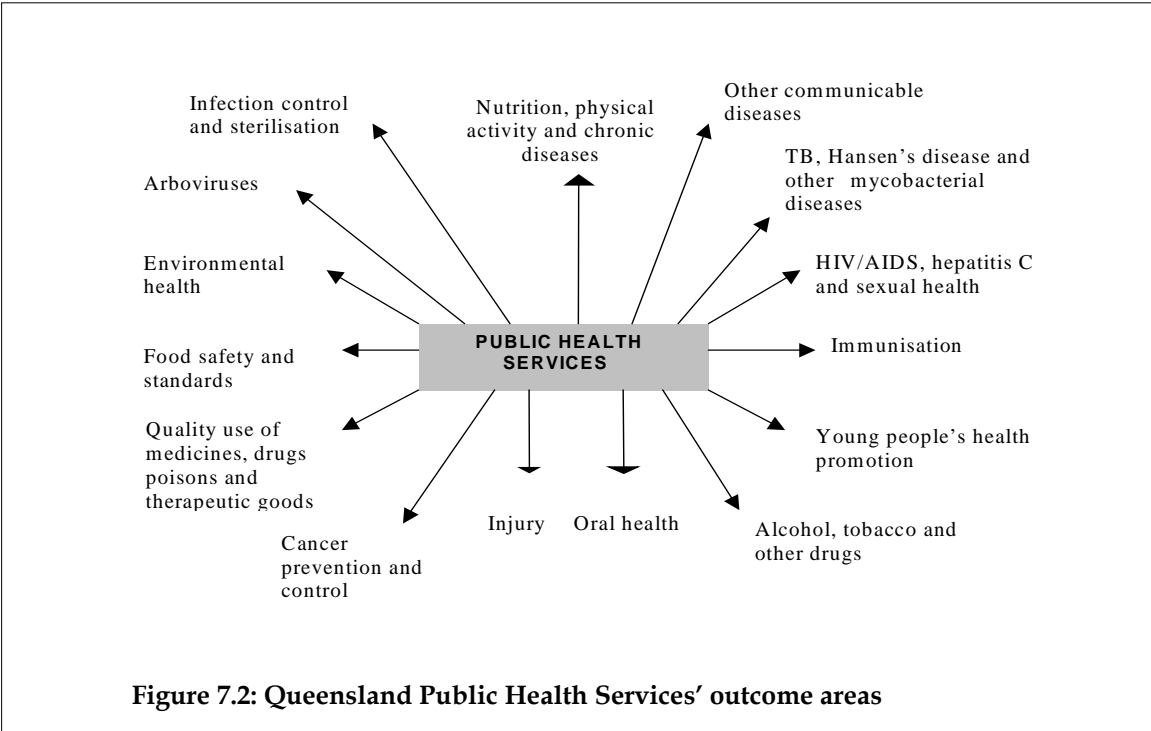 Infection control
and sterilisation
Nutrition, physical
activity and chronic
diseases
Other communicable
diseases
Arboviruses
TB, Hansen's disease and
other mycobacterial
diseases
Environmental
health
HIV/AIDS, hepatitis C
and sexual health
PUBLIC HEALTH
SERVICES
Food safety and
standards
Immunisation
Quality use of
medicines, drugs
poisons and
therapeutic goods
Young people's health
promotion
Cancer
prevention and
control
Injury
Oral health
Alcohol, tobacco and
other drugs
Figure 7.2: Queensland Public Health Services' outcome areas